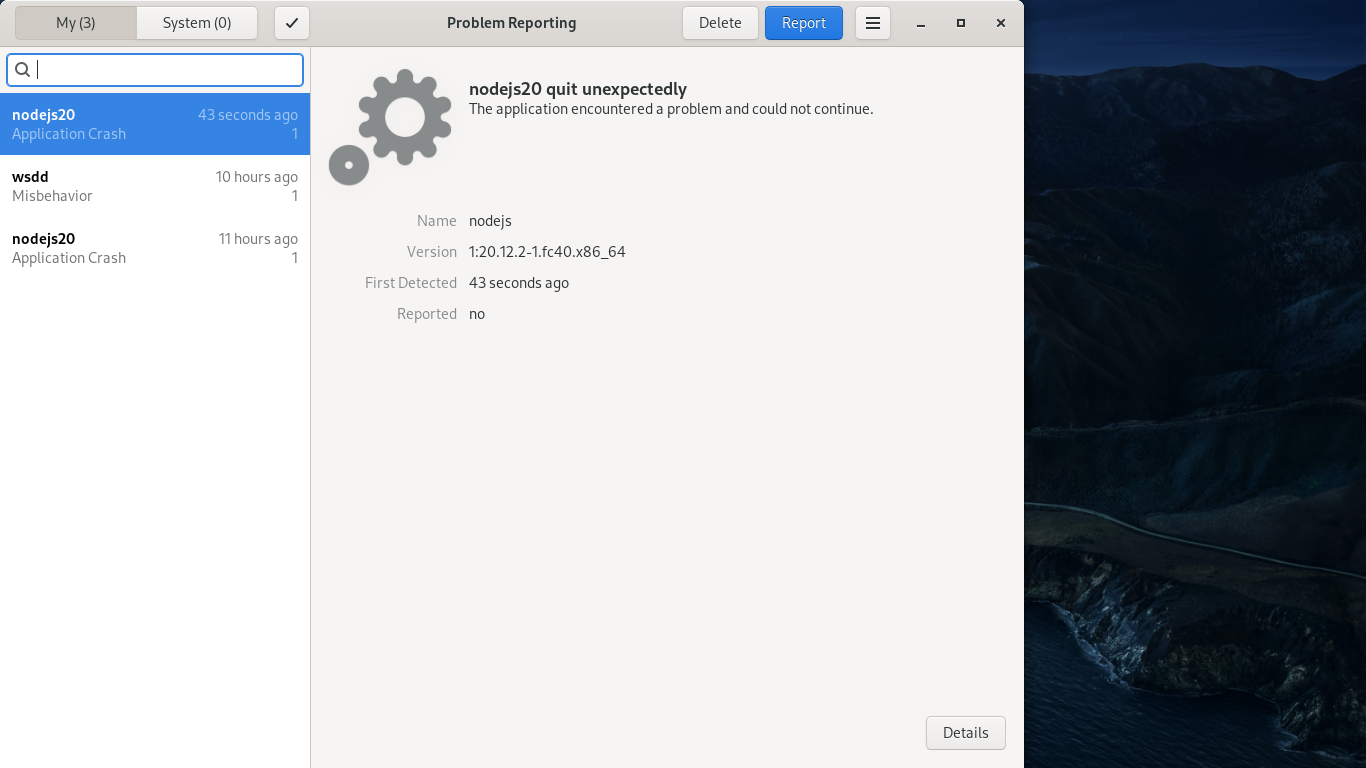 My (3) System (0) Problem Reporting Delete Report
nodejs20 43 seconds ago
Application Crash 1
wsdd 10 hours ago
Misbehavior 1
nodejs20 11 hours ago
Application Crash 1
nodejs20 quit unexpectedly
The application encountered a problem and could not continue.
Name nodejs
Version 1:20.12.2-1.fc40.x86_64
First Detected 43 seconds ago
Reported no
Details